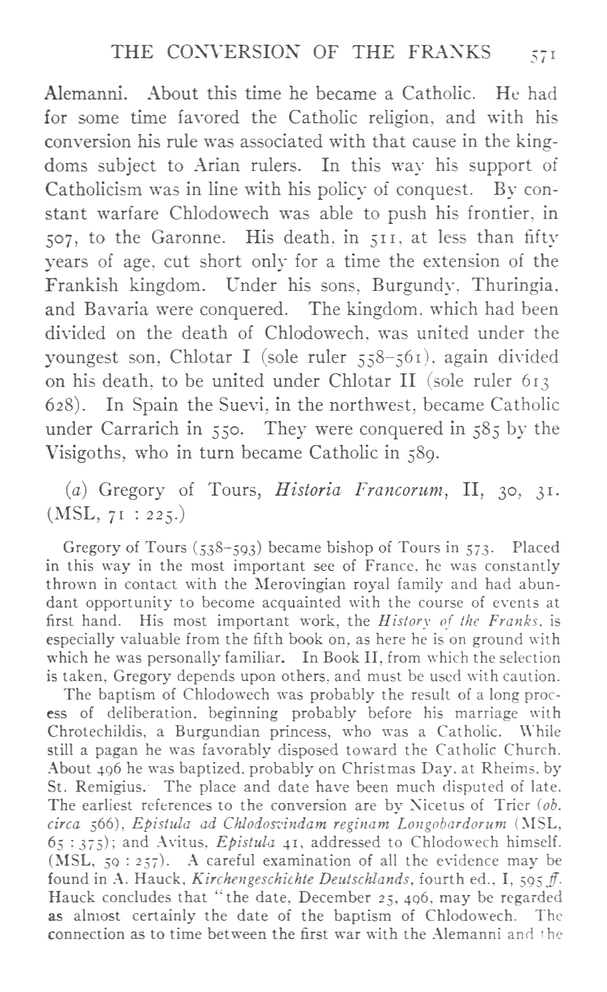 THE CONVERSION OF THE FRANKS 571
Alemanni. About this time he became a Catholic. He had
for some time favored the Catholic religion, and with his
conversion his rule was associated with that cause in the king-
doms subject to Arian rulers. In this way his support of
Catholicism was in line with his policy of conquest. By con-
stant warfare Chlodowech was able to push his frontier, in
507, to the Garonne. His death, in 511, at less than fifty
years of age, cut short only for a time the extension of the
Frankish kingdom. Under his sons, Burgundy, Thuringia,
and Bavaria were conquered. The kingdom, which had been
divided on the death of Chlodowech, was united under the
youngest son, Chlotar I (sole ruler 558–561), again divided
on his death, to be united under Chlotar II (sole ruler 613
628). In Spain the Suevi, in the northwest, became Catholic
under Carrarich in 550. They were conquered in 585 by the
Visigoths, who in turn became Catholic in 589.
(a) Gregory of Tours, Historia Francorum, II, 30, 31.
(MSL, 71 : 225.)
Gregory of Tours (538–593) became bishop of Tours in 573. Placed
in this way in the most important see of France, he was constantly
thrown in contact with the Merovingian royal family and had abun-
dant opportunity to become acquainted with the course of events at
first hand. His most important work, the History of the Franks, is
especially valuable from the fifth book on, as here he is on ground with
which he was personally familiar. In Book II, from which the selection
is taken, Gregory depends upon others, and must be used with caution.
The baptism of Chlodowech was probably the result of a long proc-
ess of deliberation, beginning probably before his marriage with
Chrotechildis, a Burgundian princess, who was a Catholic. While
still a pagan he was favorably disposed toward the Catholic Church.
About 496 he was baptized, probably on Christmas Day, at Rheims, by
St. Remigius. The place and date have been much disputed of late.
The earliest references to the conversion are by Nicetus of Trier (ob.
circa 566), Epistula ad Chlodosvindam reginam Longobardorum (MSL,
65 : 375); and Avitus, Epistula 41, addressed to Chlodowech himself.
(MSL, 59 : 257). A careful examination of all the evidence may be
found in A. Hauck, Kirchengeschichte Deutschlands, fourth ed., I, 595 ff.
Hauck concludes that "the date, December 25, 496, may be regarded
as almost certainly the date of the baptism of Chlodowech. The
connection as to time between the first war with the Alemanni and the